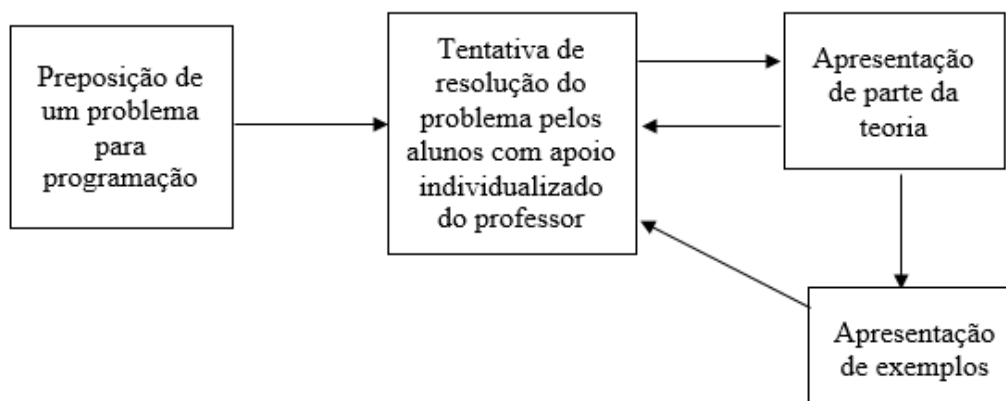 Preposição de
um problema
para
programação
Tentativa de
resolução do
problema pelos
alunos com apoio
individualizado
do professor
Apresentação
de parte da
teoria
Apresentação
de exemplos